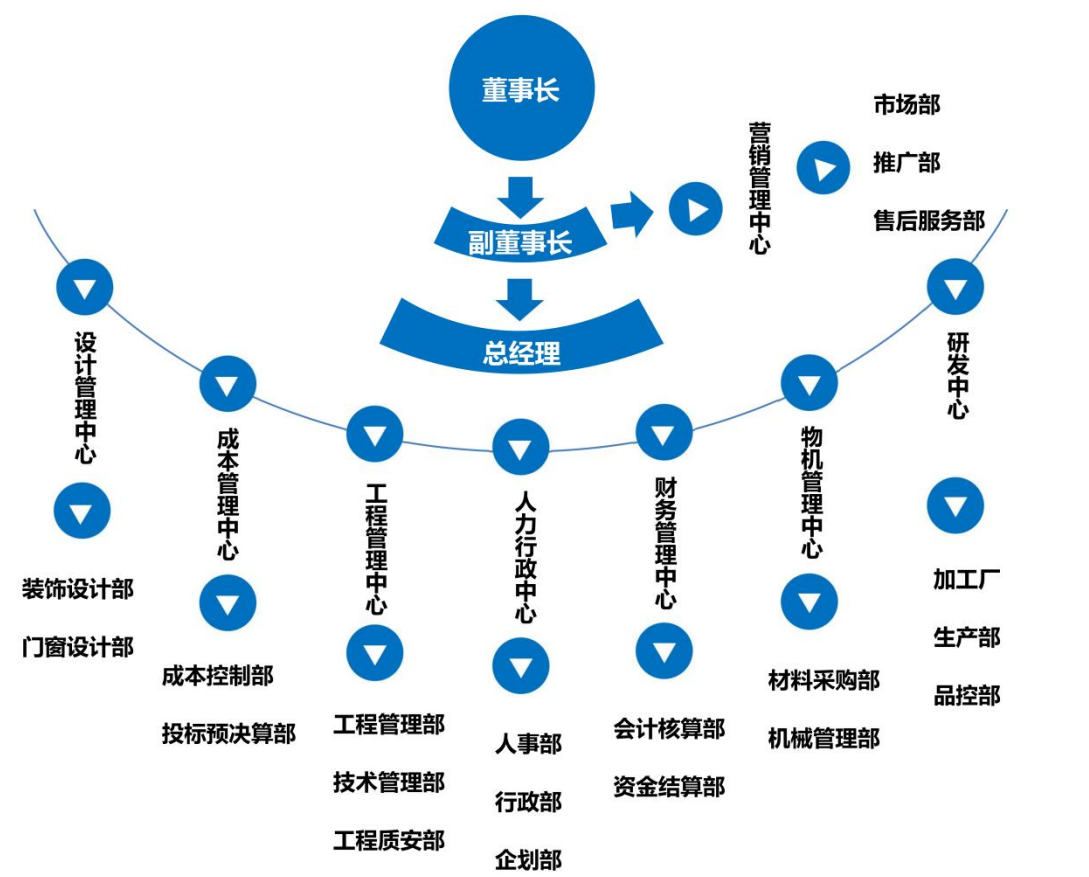 董事长
副董事长
总经理
营销管理中心
市场部
推广部
售后服务部
设计管理中心
装饰设计部
门窗设计部
成本管理中心
成本控制部
投标预决算部
工程管理中心
工程管理部
技术管理部
工程质安部
人力行政中心
人事部
行政部
企划部
财务管理中心
会计核算部
资金结算部
物机管理中心
材料采购部
机械管理部
研发中心
加工厂
生产部
品控部